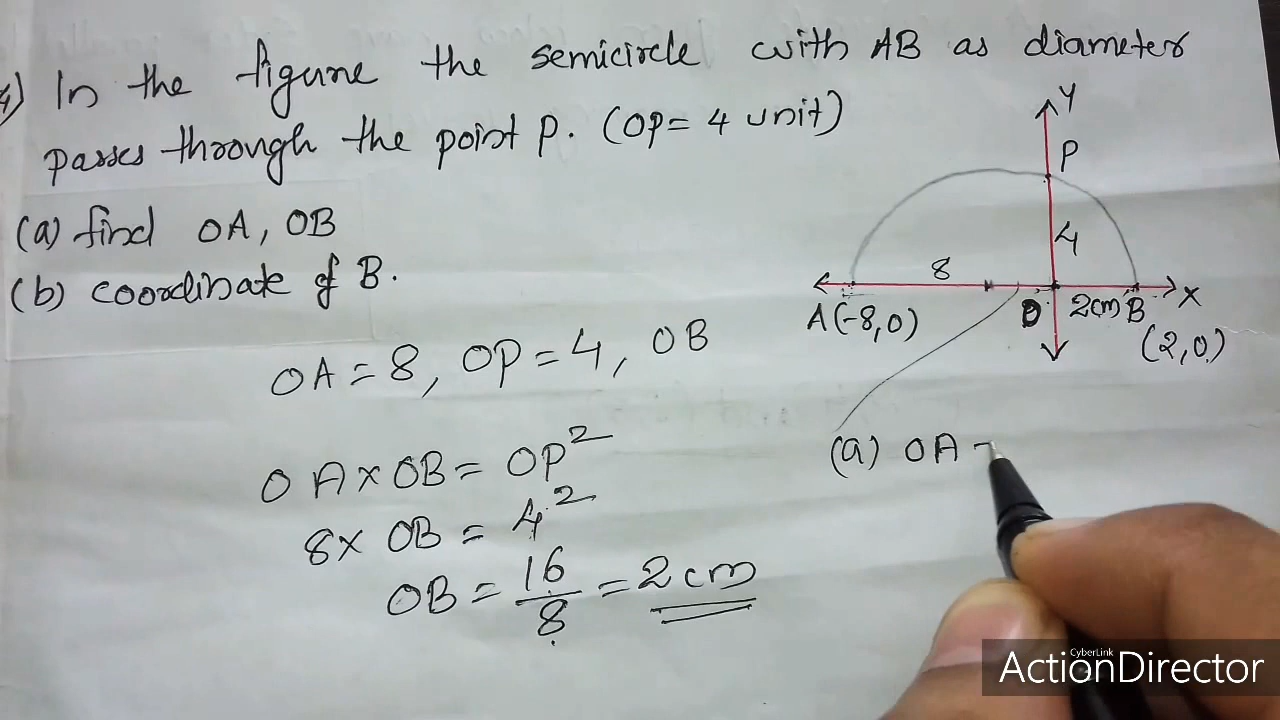 4) In the figure the semicircle with AB as diameter
passes through the point P. (OP = 4 unit)
(a) find OA, OB
(b) coordinate of B.
OA = 8, OP = 4, OB
OA × OB = OP²
8 × OB = 4²
OB = 16/8 = 2cm
Y
P
4
8
A(-8,0)
O
2cm
B
X
(2,0)
(a) OA -
CyberLink
ActionDirector